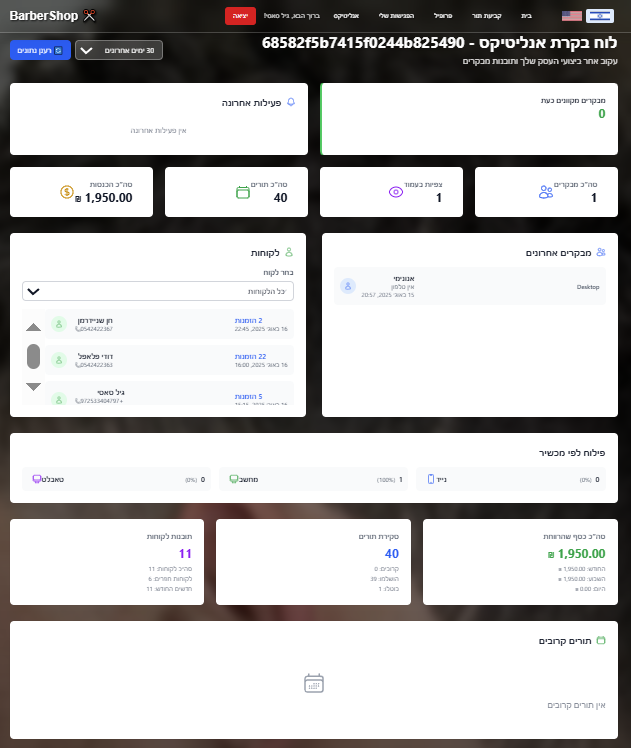 BarberShop
בית
קביעת תור
פרופיל
הפגישות שלי
אנליטיקס
ברוך הבא, גיל סאטי!
יציאה
לוח בקרת אנליטיקס - 68582f5b7415f0244b825490
עקוב אחר ביצועי העסק שלך ותובנות מבקרים
30 ימים אחרונים
רענן נתונים
מבקרים מקוונים כעת
0
פעילות אחרונה
אין פעילות אחרונה
סה"כ מבקרים
1
צפיות בעמוד
1
סה"כ תורים
40
סה"כ הכנסות
1,950.00 ₪
מבקרים אחרונים
אנונימי
אין טלפון
15 באוג׳ 2025, 20:57
Desktop
לקוחות
בחר לקוח
כל הלקוחות
חן שניידרמן
0542422367
2 הזמנות
16 באוג׳ 2025, 22:45
דודי פלאפל
0542422363
22 הזמנות
16 באוג׳ 2025, 16:00
גיל סאטי
+972533404797
5 הזמנות
פילוח לפי מכשיר
נייד
0 (0%)
מחשב
1 (100%)
טאבלט
0 (0%)
סה"כ כסף שהרווחת
1,950.00 ₪
החודש: 1,950.00 ₪
השבוע: 1,950.00 ₪
היום: 0.00 ₪
סקירת תורים
40
קרובים: 0
הושלמו: 39
בוטלו: 1
תובנות לקוחות
11
סה"כ לקוחות: 11
לקוחות חוזרים: 6
חדשים החודש: 11
תורים קרובים
אין תורים קרובים